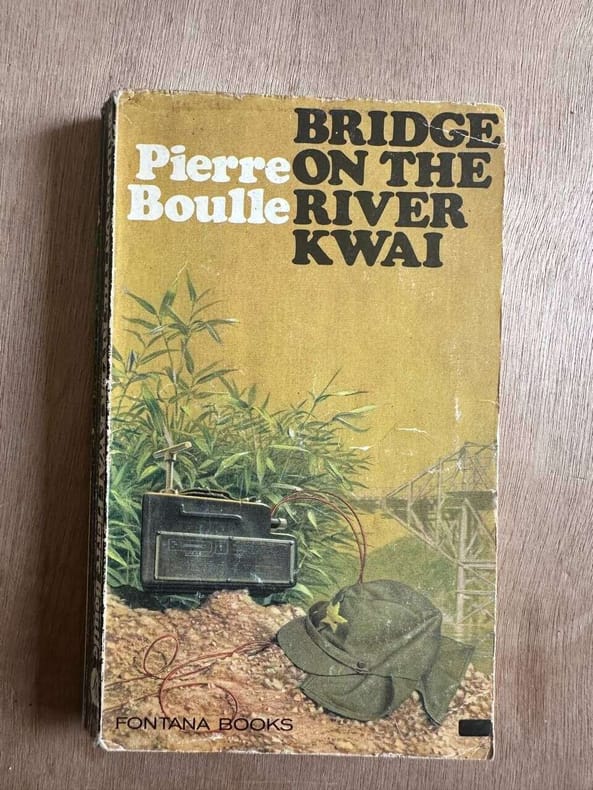 Pierre
Boulle
BRIDGE
ON THE
RIVER
KWAI
FONTANA BOOKS